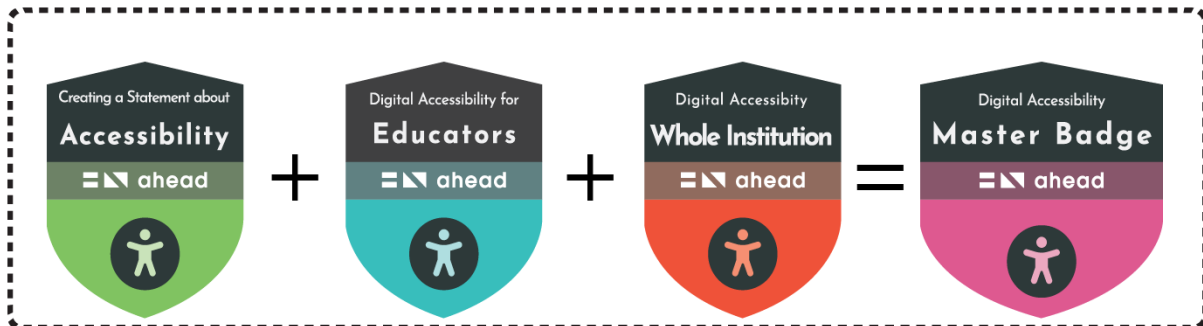 Creating a Statement about
Accessibility
ahead
+
Digital Accessibility for
Educators
ahead
+
Digital Accessibity
Whole Institution
ahead
=
Digital Accessibility
Master Badge
ahead